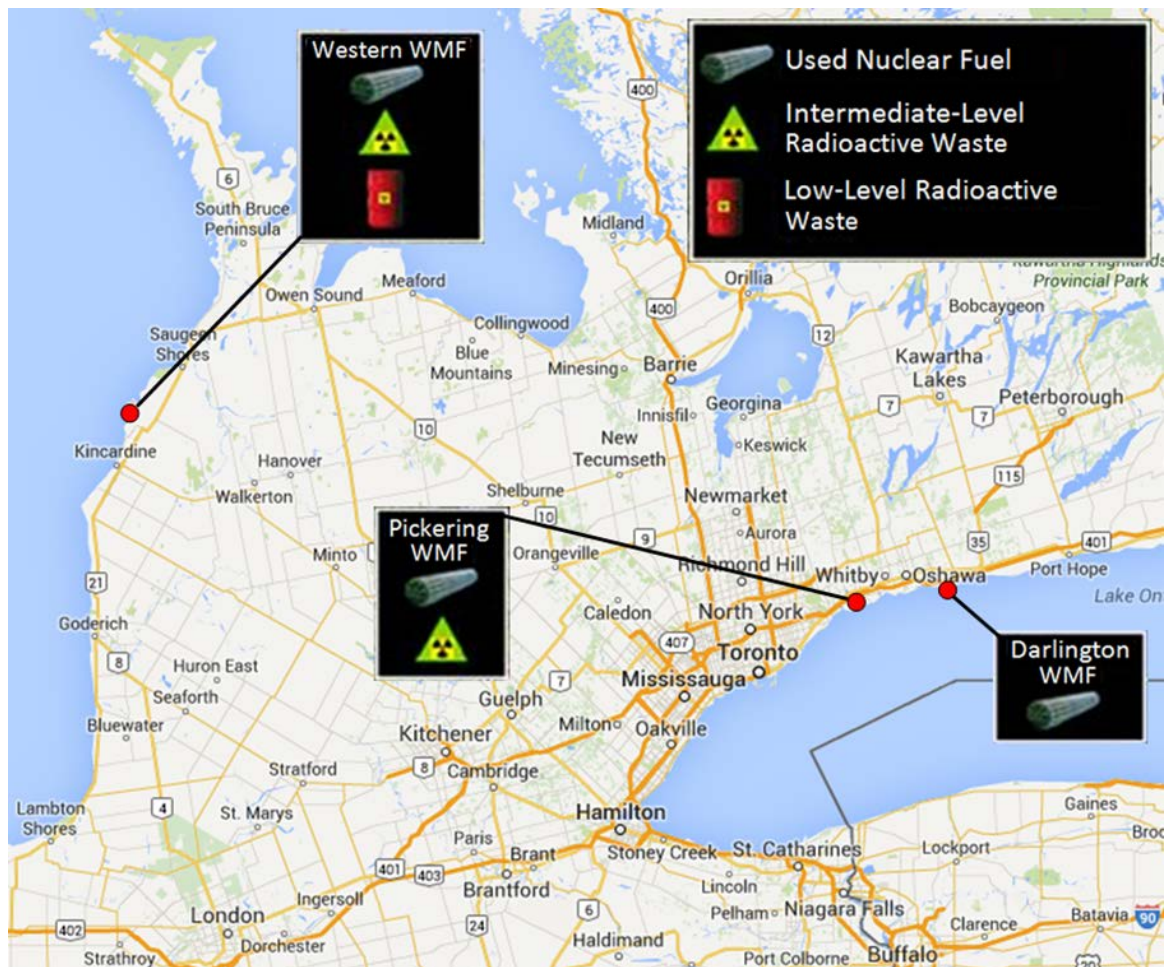 Western WMF
Used Nuclear Fuel
Intermediate-Level
Radioactive Waste
Low-Level Radioactive
Waste
400
6
South Bruce
Peninsula
Midland
Meaford
Owen Sound
Orillia
Provincial Park
Bobcaygeon
400
12
Collingwood
Saugeen
Shores
Blue
Mountains
Minesing
Barrie
Kawartha
Lakes
Peterborough
Innisfil
Georgina
7
7
Keswick
10
Kincardine
Hanover
New
Tecumseth
115
Walkerton
Shelburne
Newmarket
Pickering
WMF
10
9
Aurora
35
401
Minto
Orangeville
Richmond Hill
Whitby
Oshawa
Port Hope
21
Lake On
Caledon
North York
Goderich
407
Toronto
Darlington
WMF
8
Huron East
7
Mississauga
Seaforth
Guelph
Bluewater
Milton
Oakville
Kitchener
8
Cambridge
Stratford
Lambton
Shores
4
St. Marys
Hamilton
Gaines
Broc
Paris
Stoney Creek
St. Catharines
Lockport
401
403
Brant
Brantford
Lincoln
Ingersoll
Niagara Falls
London
24
6
Pelham
Clarence
Batavia
90
402
Dorchester
Haldimand
Strathroy
Port Colborne
Buffalo